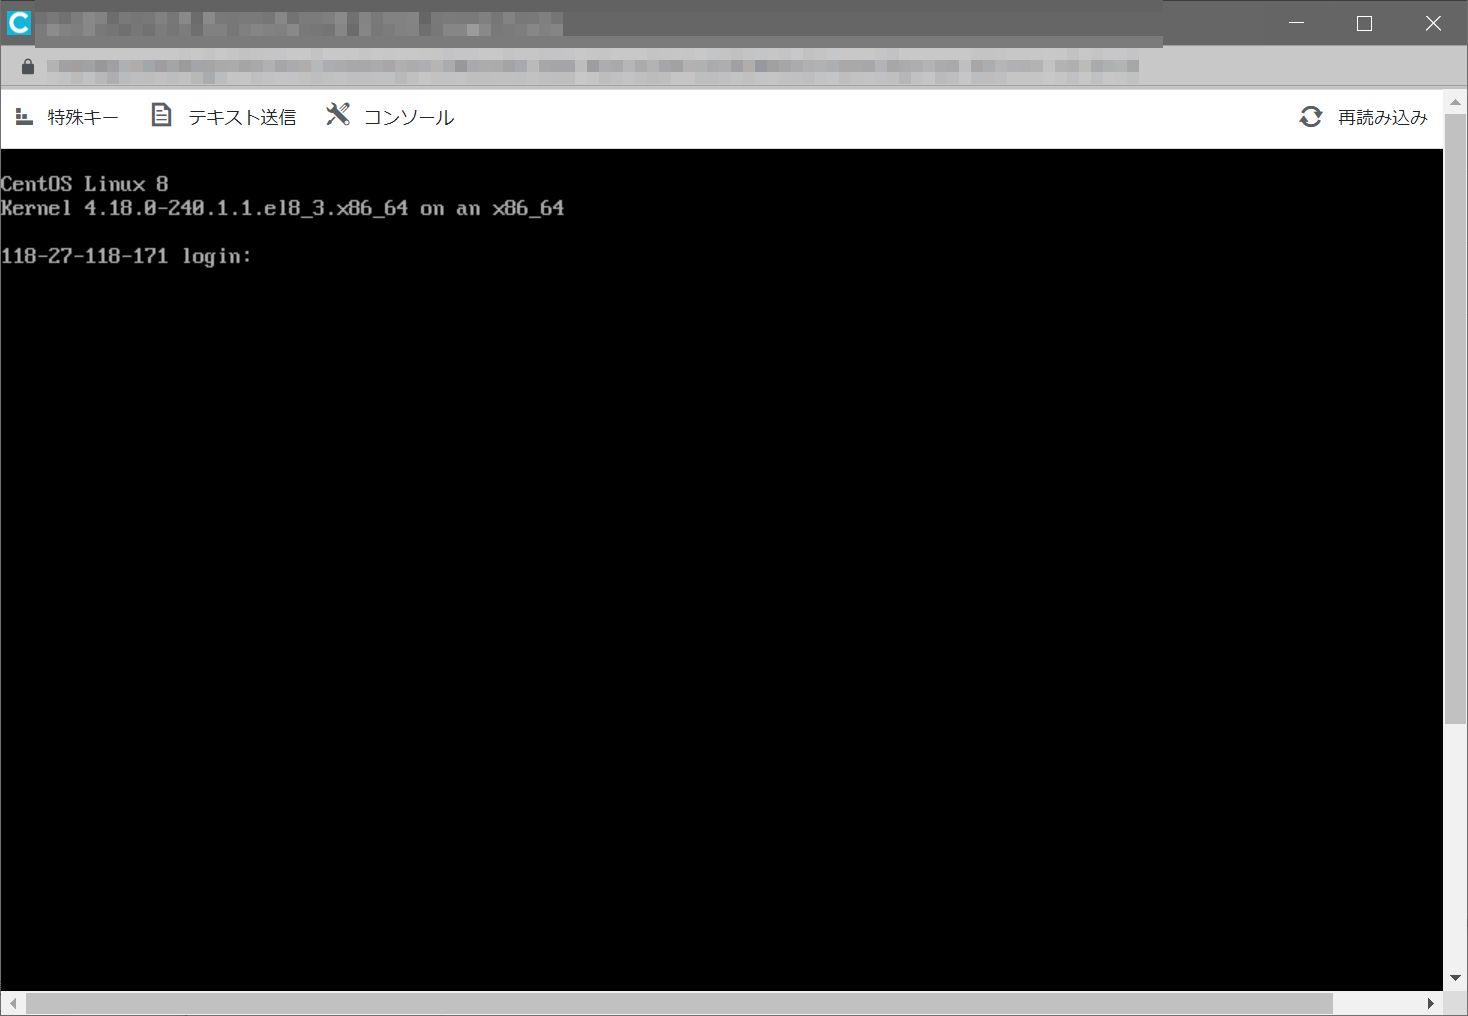 特殊キー
テキスト送信
コンソール
再読み込み
CentOS Linux 8
Kernel 4.18.0-240.1.1.el8_3.x86_64 on an x86_64
118-27-118-171 login: